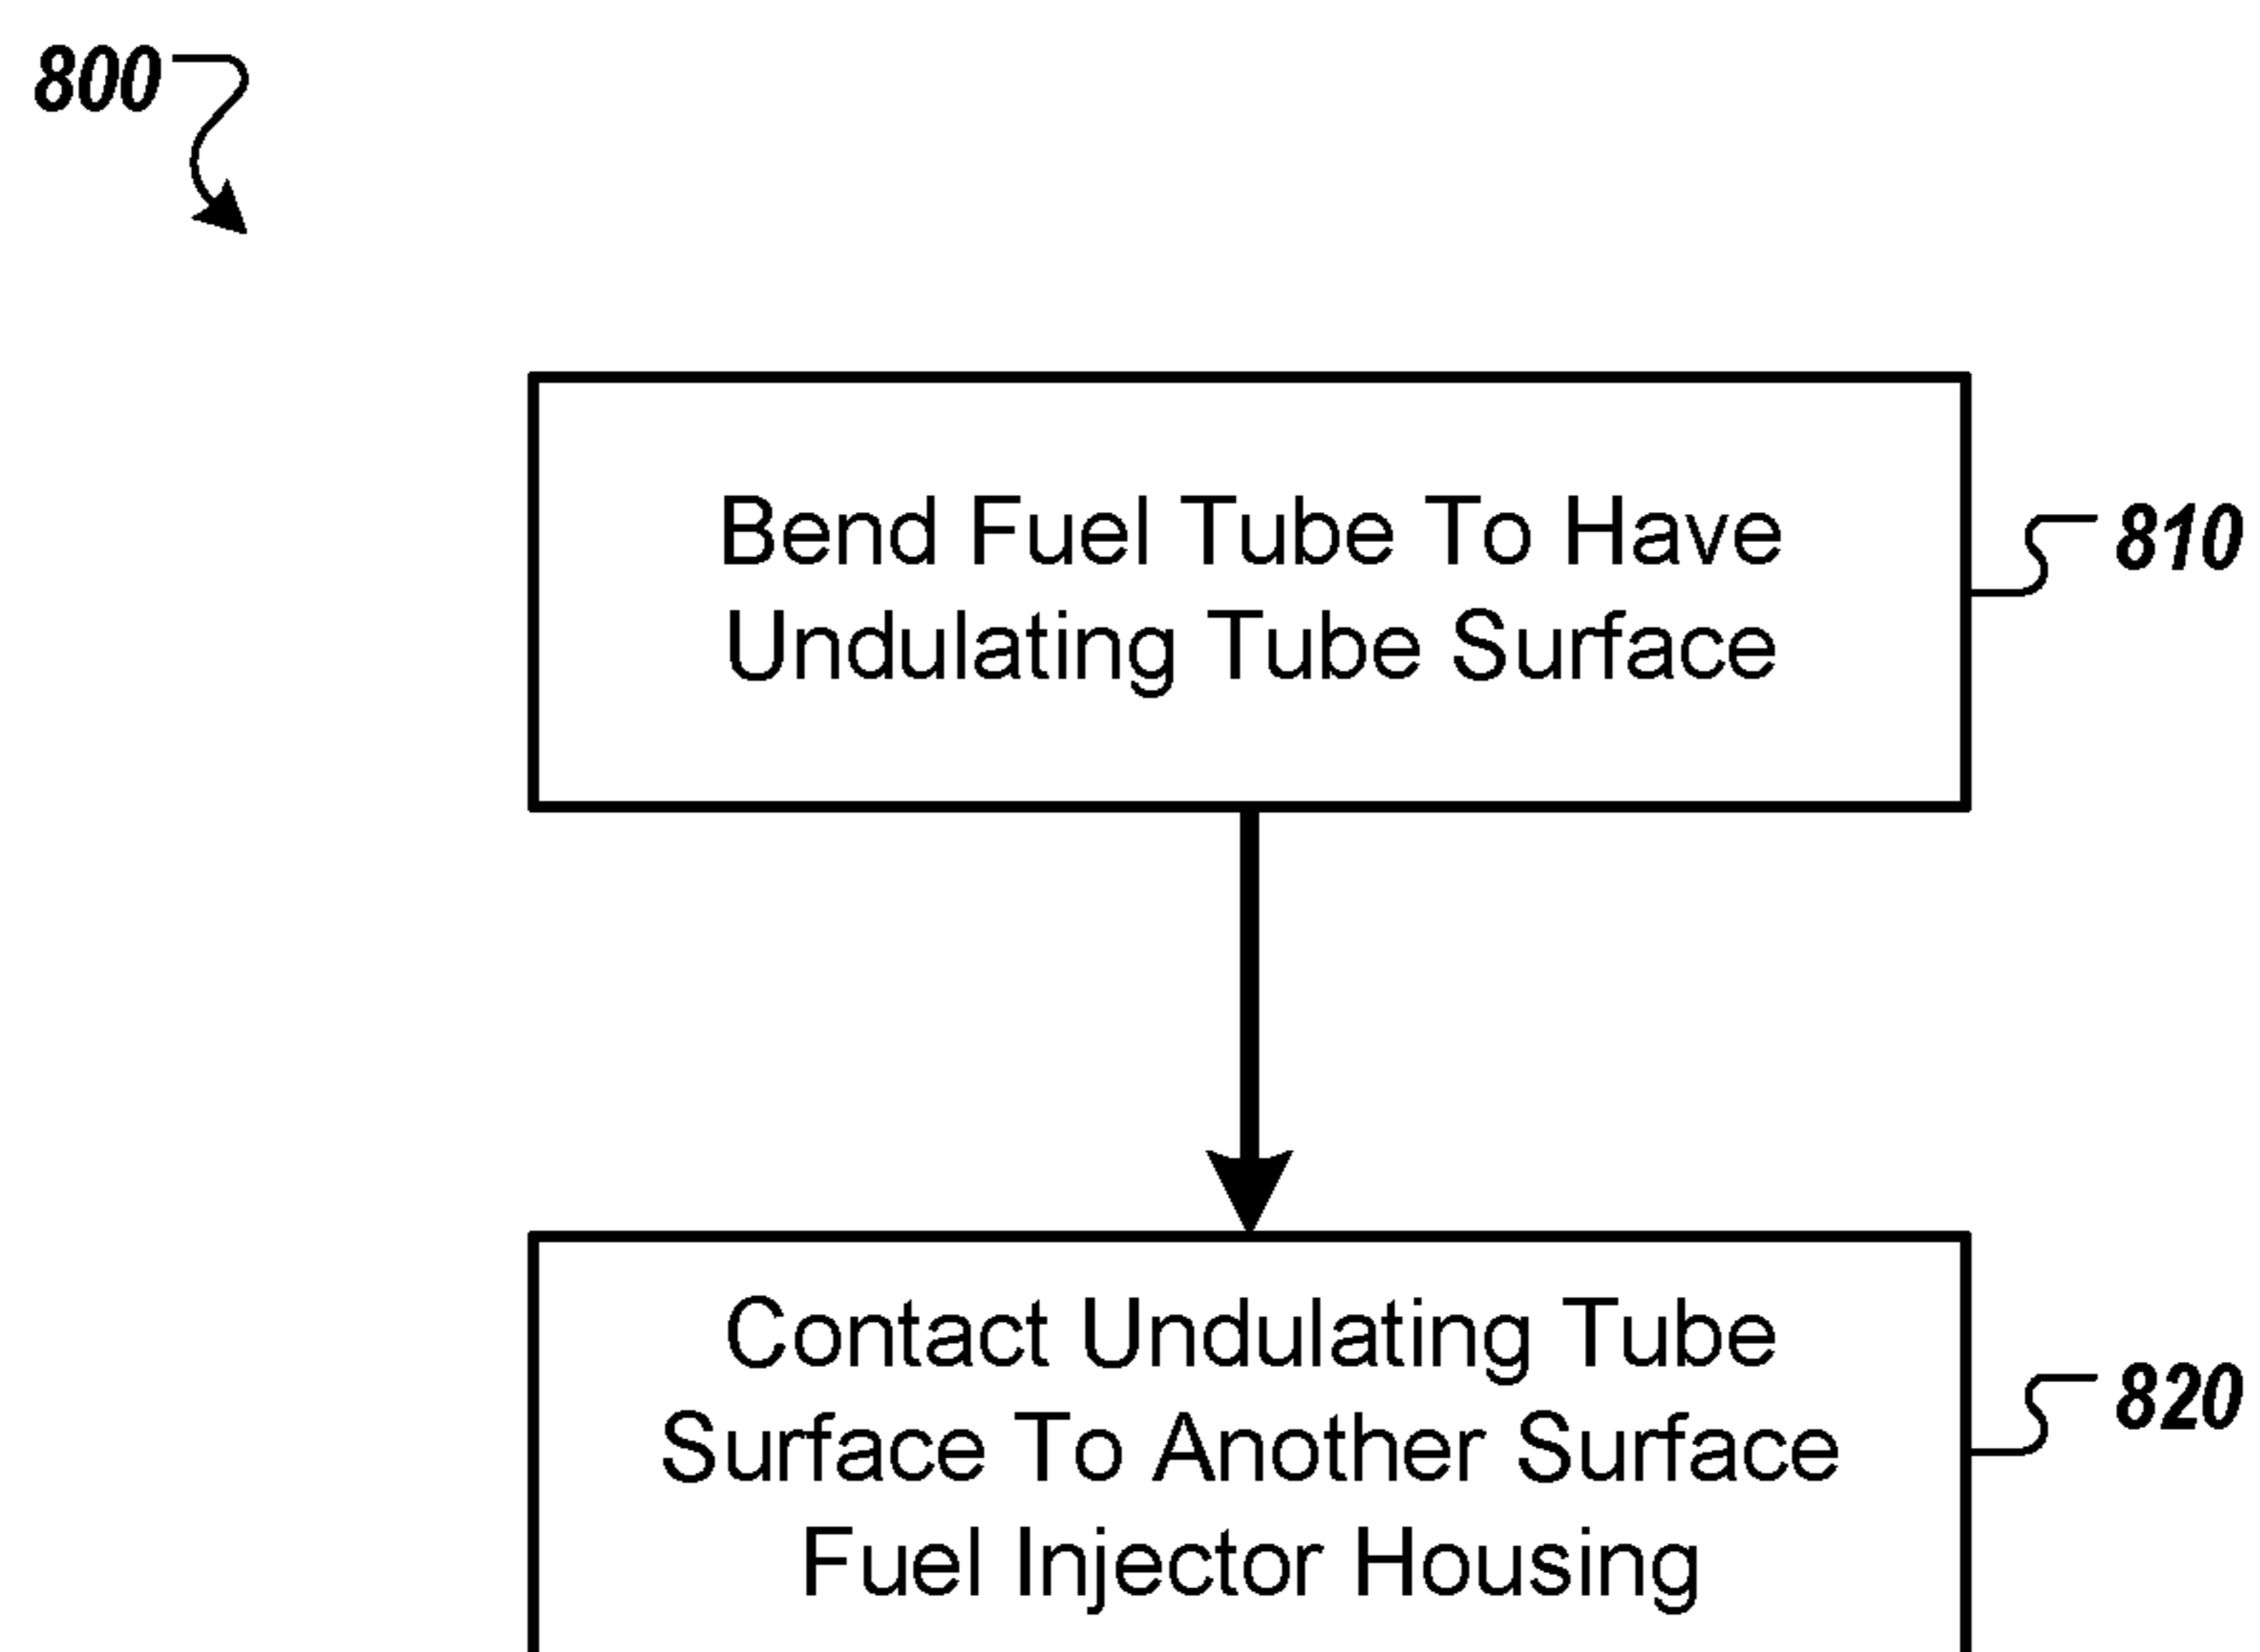 800
Bend Fuel Tube To Have
Undulating Tube Surface
810
Contact Undulating Tube
Surface To Another Surface
Fuel Injector Housing
820